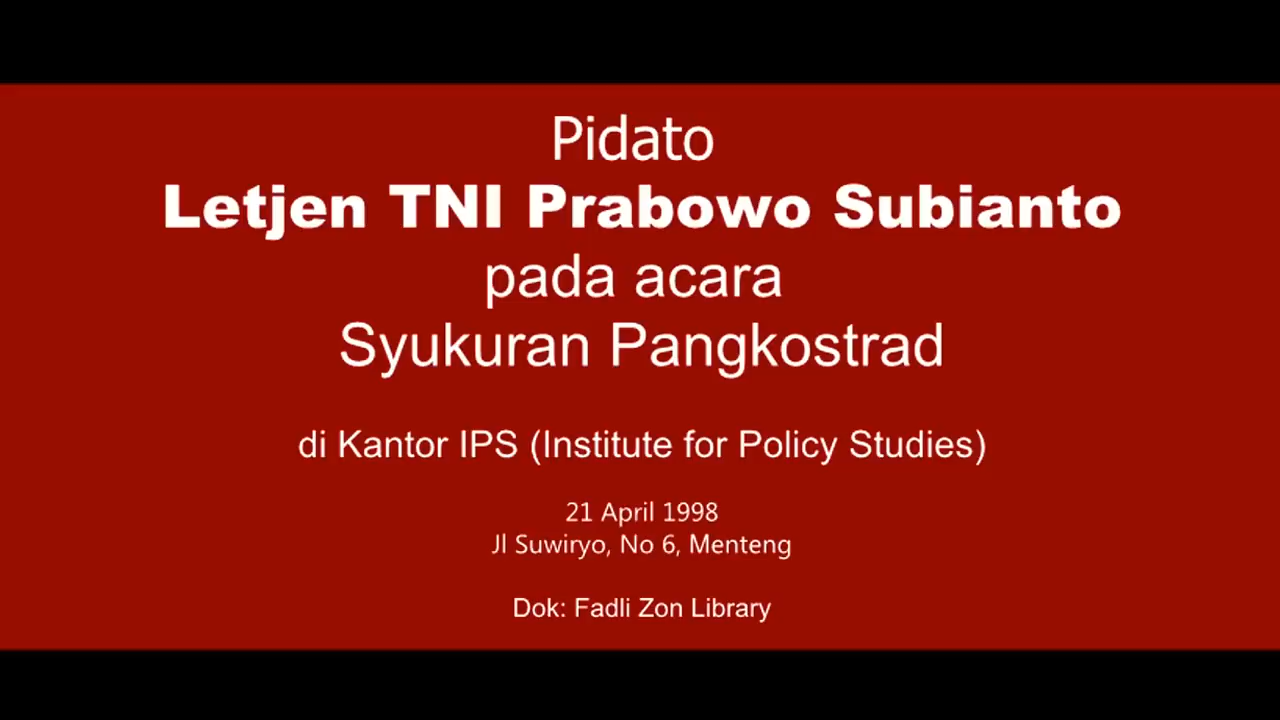 Pidato
Letjen TNI Prabowo Subianto
pada acara
Syukuran Pangkostrad
di Kantor IPS (Institute for Policy Studies)
21 April 1998
Jl Suwiryo, No 6, Menteng
Dok: Fadli Zon Library